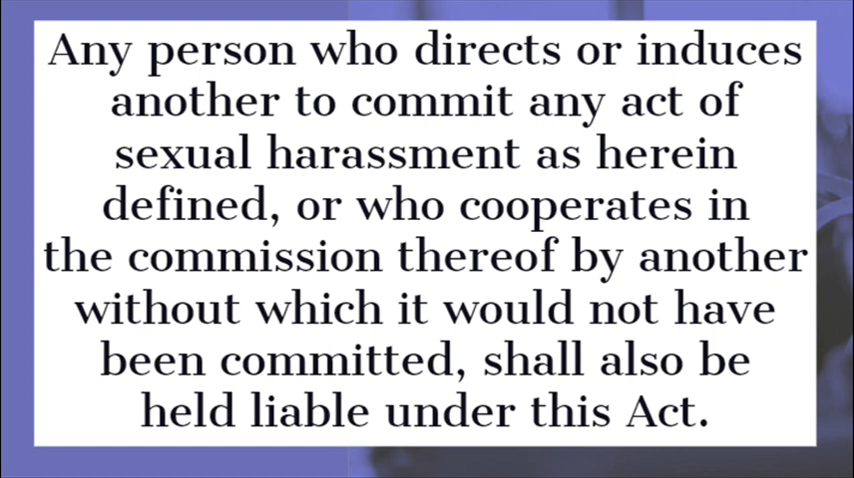 Any person who directs or induces
another to commit any act of
sexual harassment as herein
defined, or who cooperates in
the commission thereof by another
without which it would not have
been committed, shall also be
held liable under this Act.